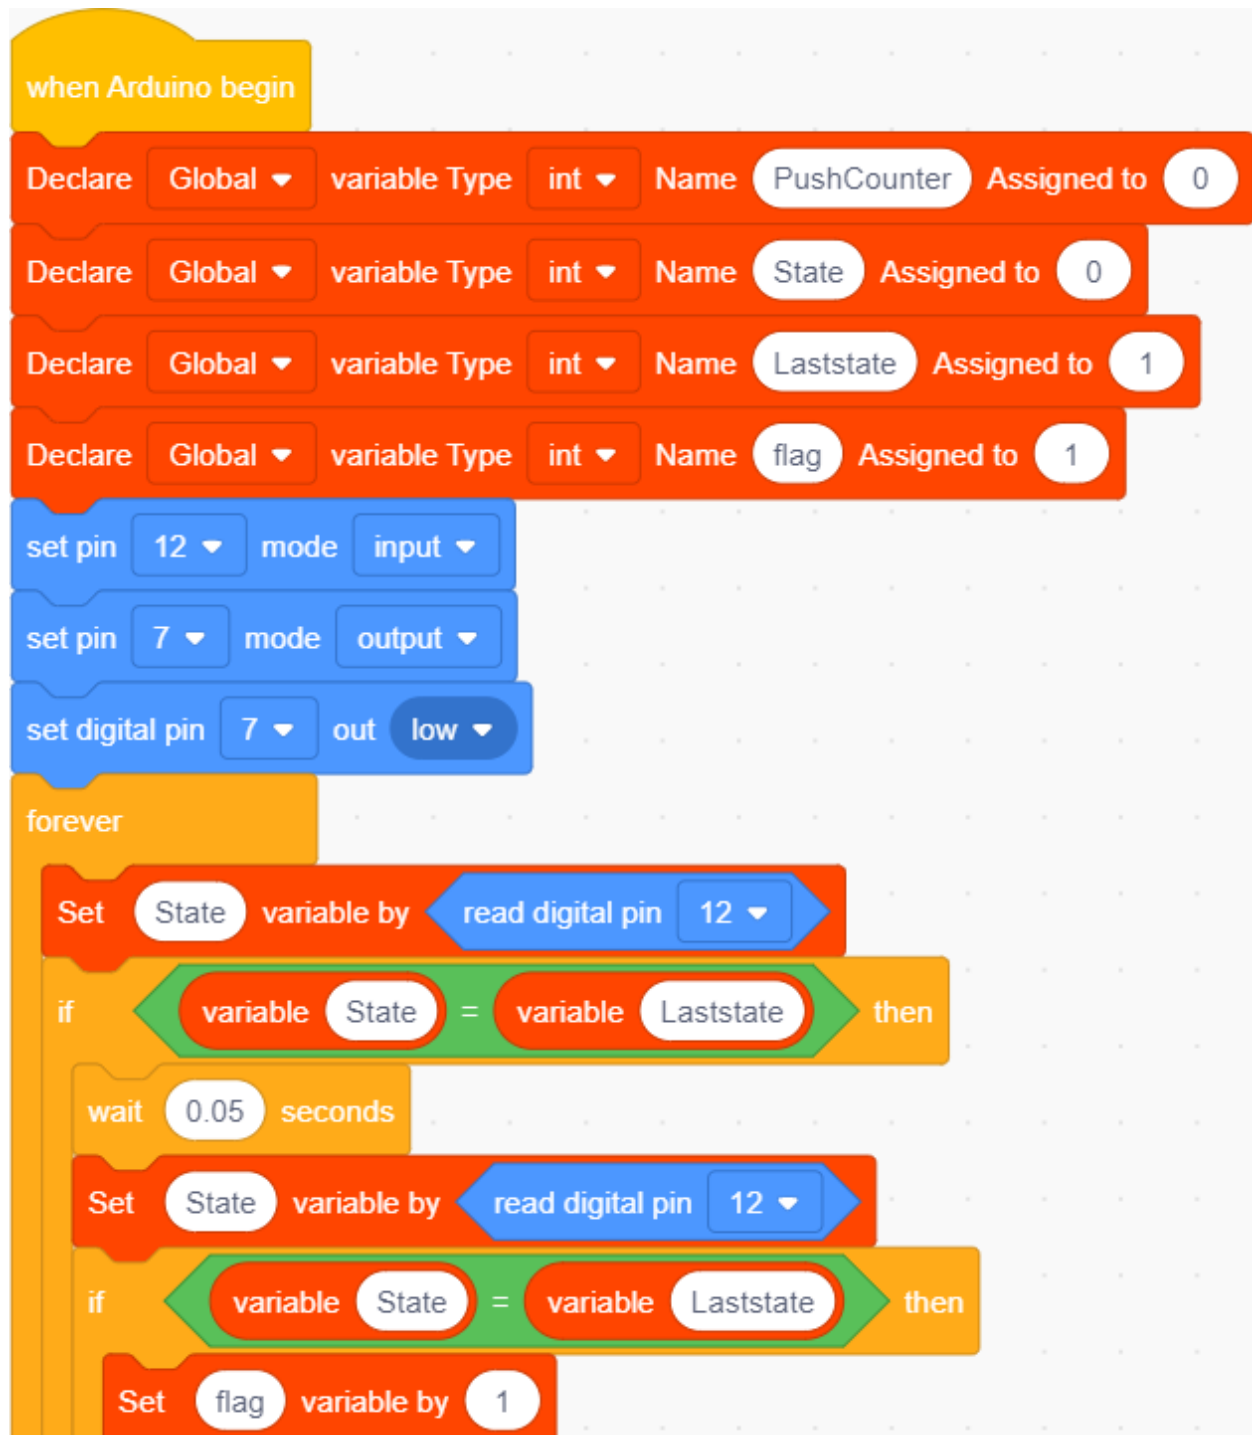 when Arduino begin
Declare Global variable Type int Name PushCounter Assigned to 0
Declare Global variable Type int Name State Assigned to 0
Declare Global variable Type int Name Laststate Assigned to 1
Declare Global variable Type int Name flag Assigned to 1
set pin 12 mode input
set pin 7 mode output
set digital pin 7 out low
forever
Set State variable by read digital pin 12
if variable State = variable Laststate then
wait 0.05 seconds
Set State variable by read digital pin 12
if variable State = variable Laststate then
Set flag variable by 1